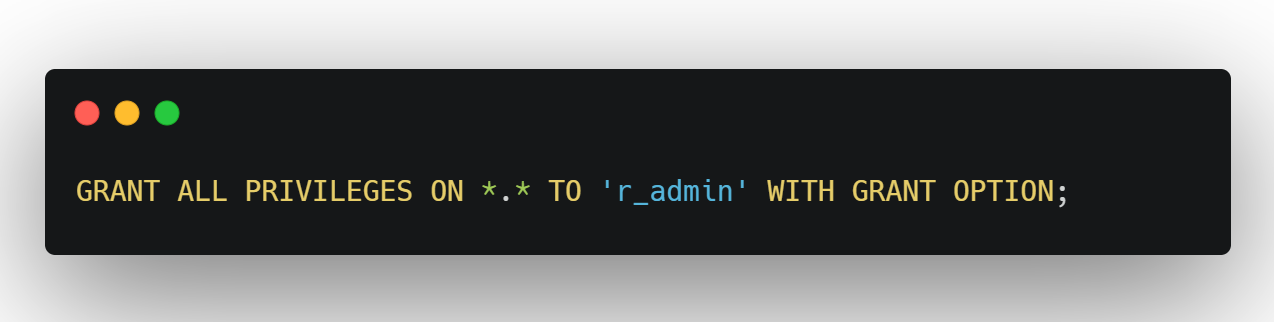 GRANT ALL PRIVILEGES ON *.* TO 'r_admin' WITH GRANT OPTION;